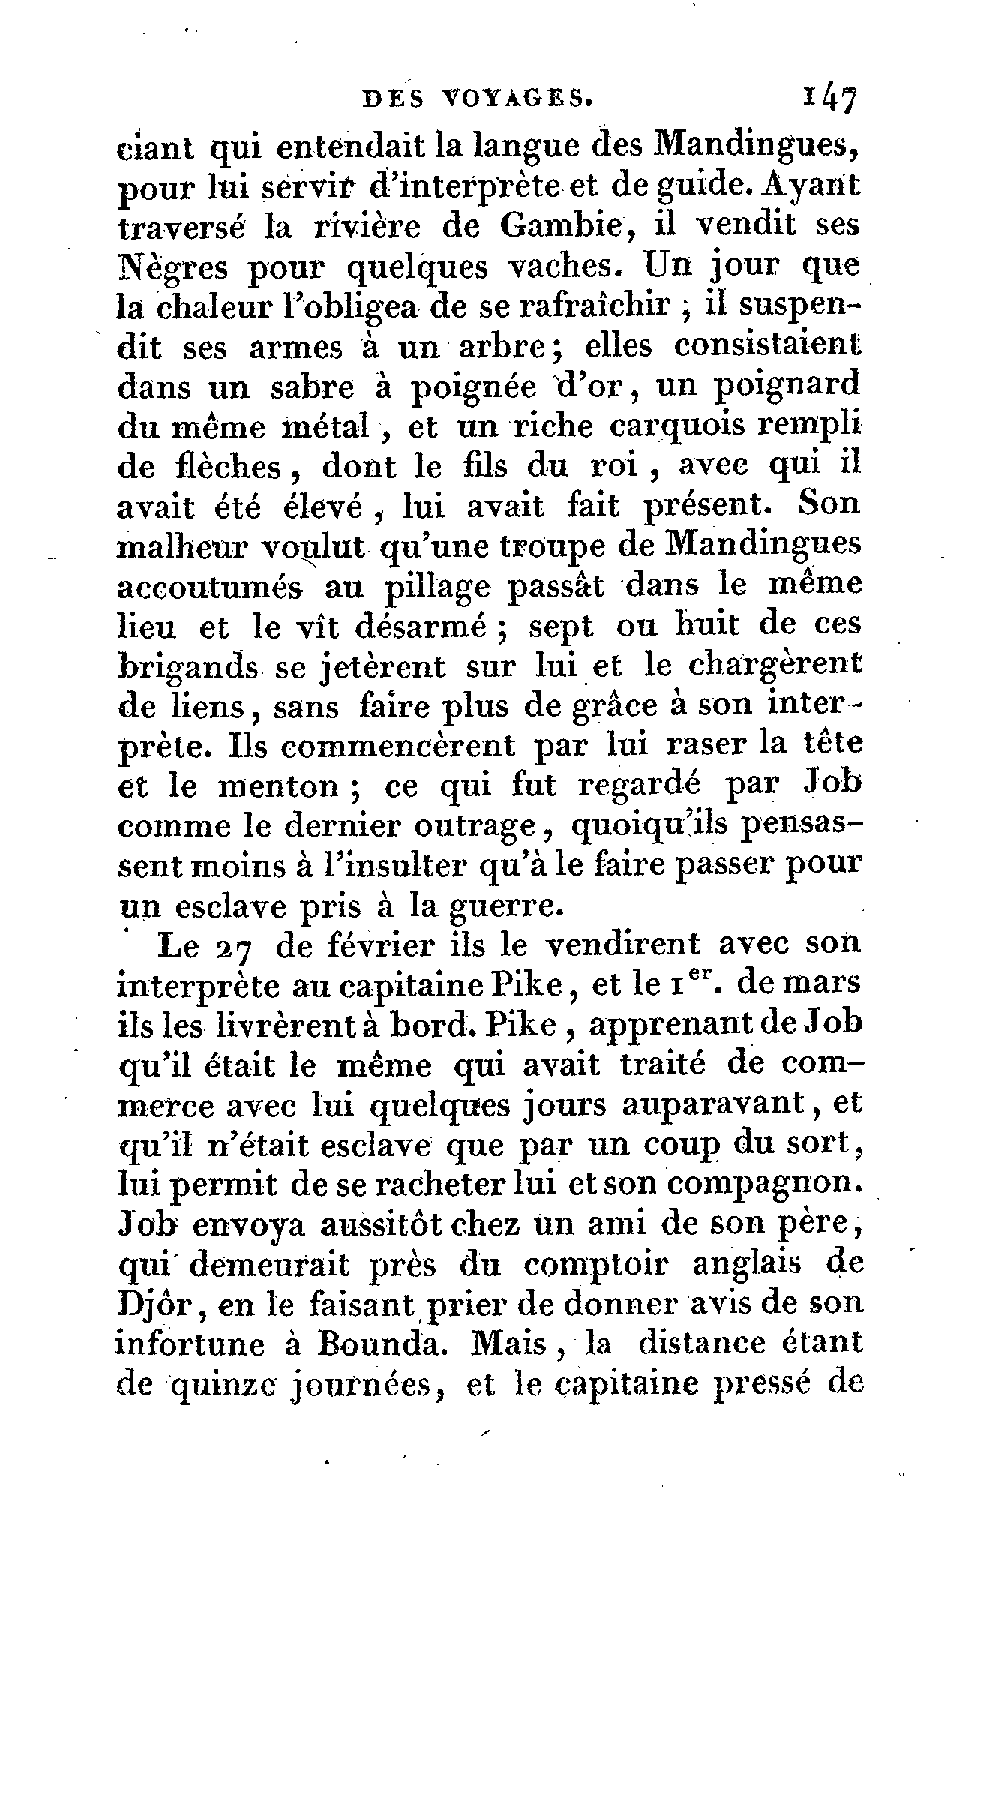 DES VOYAGES. 147
ciant qui entendait la langue des Mandingues,
pour lui servir d'interprète et de guide. Ayant
traversé la rivière de Gambie, il vendit ses
Nègres pour quelques vaches. Un jour que
la chaleur l'obligea de se rafraîchir ; il suspen-
dit ses armes à un arbre; elles consistaient
dans un sabre à poignée d'or, un poignard
du même métal, et un riche carquois rempli
de flèches, dont le fils du roi, avec qui il
avait été élevé, lui avait fait présent. Son
malheur voulut qu'une troupe de Mandingues
accoutumés au pillage passât dans le même
lieu et le vît désarmé ; sept ou huit de ces
brigands se jetèrent sur lui et le chargèrent
de liens, sans faire plus de grâce à son inter-
prète. Ils commencèrent par lui raser la tête
et le menton ; ce qui fut regardé par Job
comme le dernier outrage, quoiqu'ils pensas-
sent moins à l'insulter qu'à le faire passer pour
un esclave pris à la guerre.
Le 27 de février ils le vendirent avec son
interprète au capitaine Pike, et le 1er. de mars
ils les livrèrent à bord. Pike, apprenant de Job
qu'il était le même qui avait traité de com-
merce avec lui quelques jours auparavant, et
qu'il n'était esclave que par un coup du sort,
lui permit de se racheter lui et son compagnon.
Job envoya aussitôt chez un ami de son père,
qui demeurait près du comptoir anglais de
Djôr, en le faisant prier de donner avis de son
infortune à Bounda. Mais, la distance étant
de quinze journées, et le capitaine pressé de